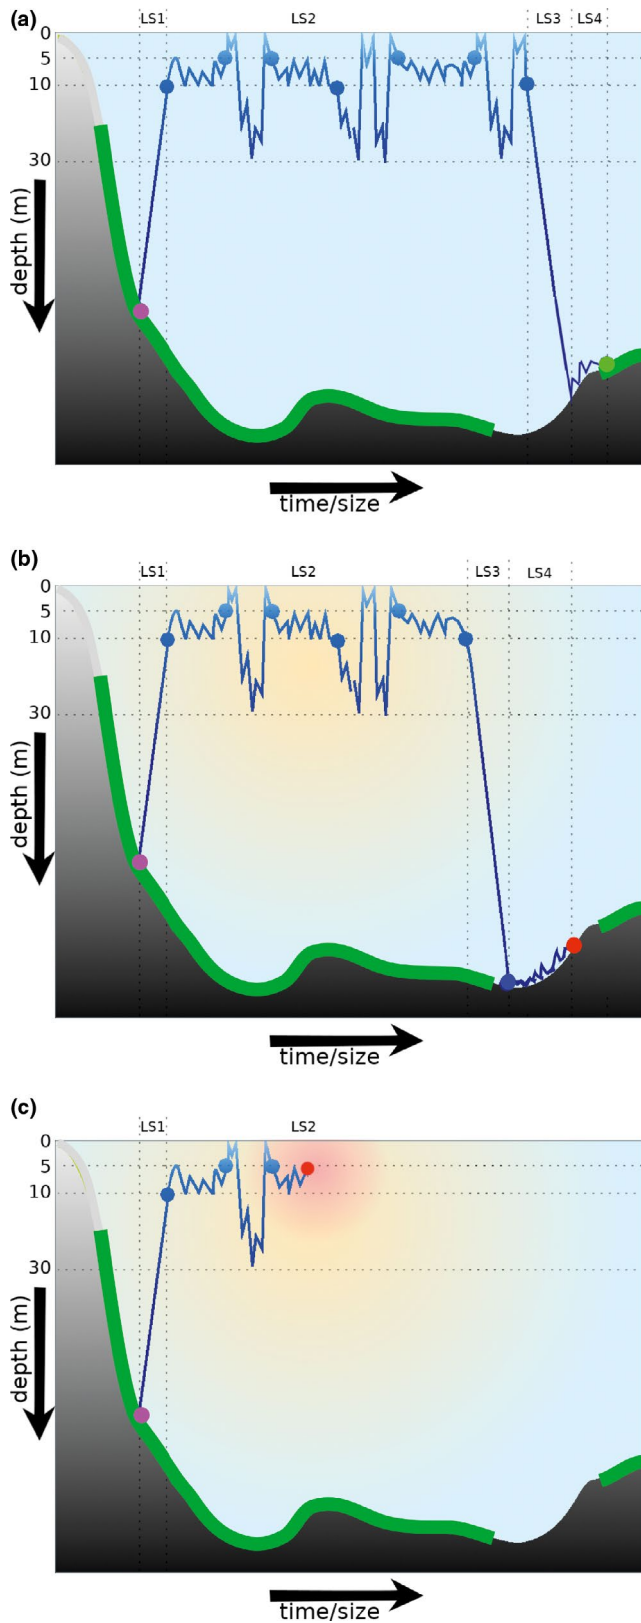 (a)
LS1 LS2 LS3 LS4
0
5
10
30
depth (m)
time/size
(b)
LS1 LS2 LS3 LS4
0
5
10
30
depth (m)
time/size
(c)
LS1 LS2
0
5
10
30
depth (m)
time/size